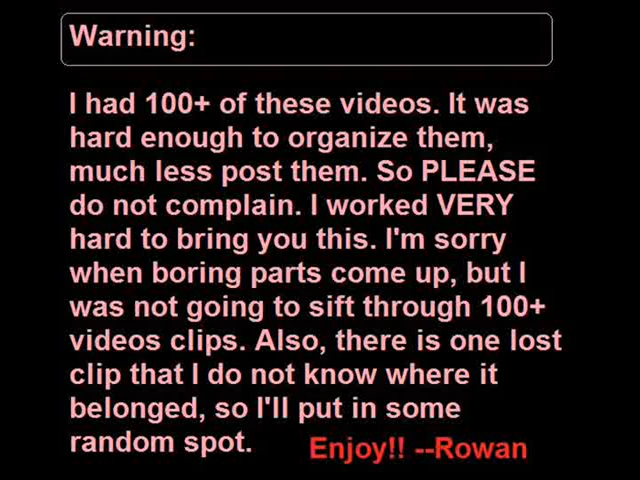 Warning:
I had 100+ of these videos. It was
hard enough to organize them,
much less post them. So PLEASE
do not complain. I worked VERY
hard to bring you this. I'm sorry
when boring parts come up, but I
was not going to sift through 100+
videos clips. Also, there is one lost
clip that I do not know where it
belonged, so I'll put in some
random spot.
Enjoy!! --Rowan